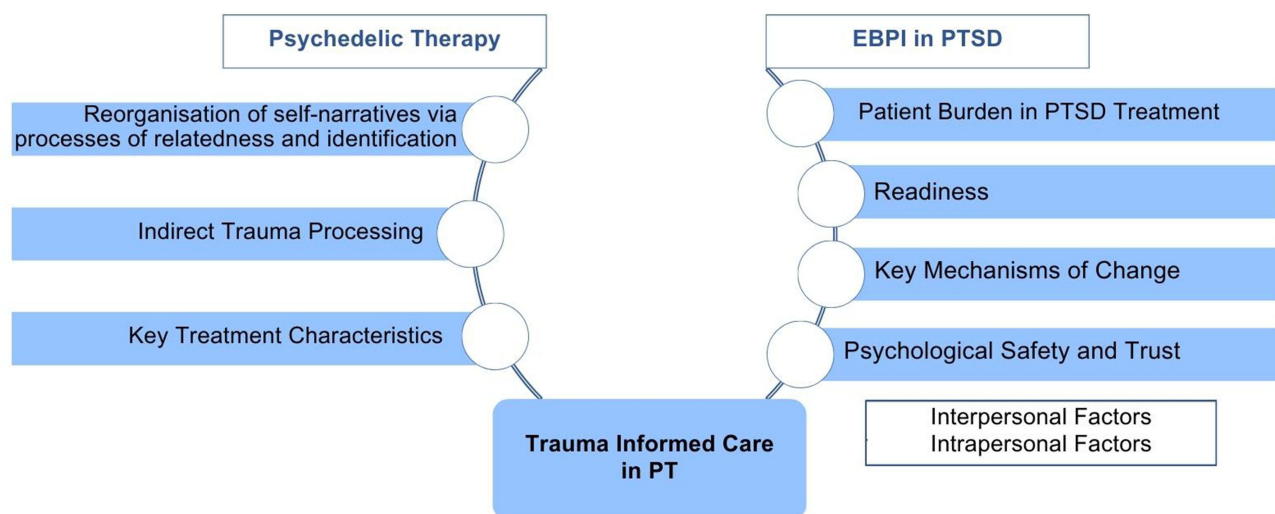 Psychedelic Therapy
Reorganisation of self-narratives via
processes of relatedness and identification
Indirect Trauma Processing
Key Treatment Characteristics
EBPI in PTSD
Patient Burden in PTSD Treatment
Readiness
Key Mechanisms of Change
Psychological Safety and Trust
Interpersonal Factors
Intrapersonal Factors
Trauma Informed Care
in PT